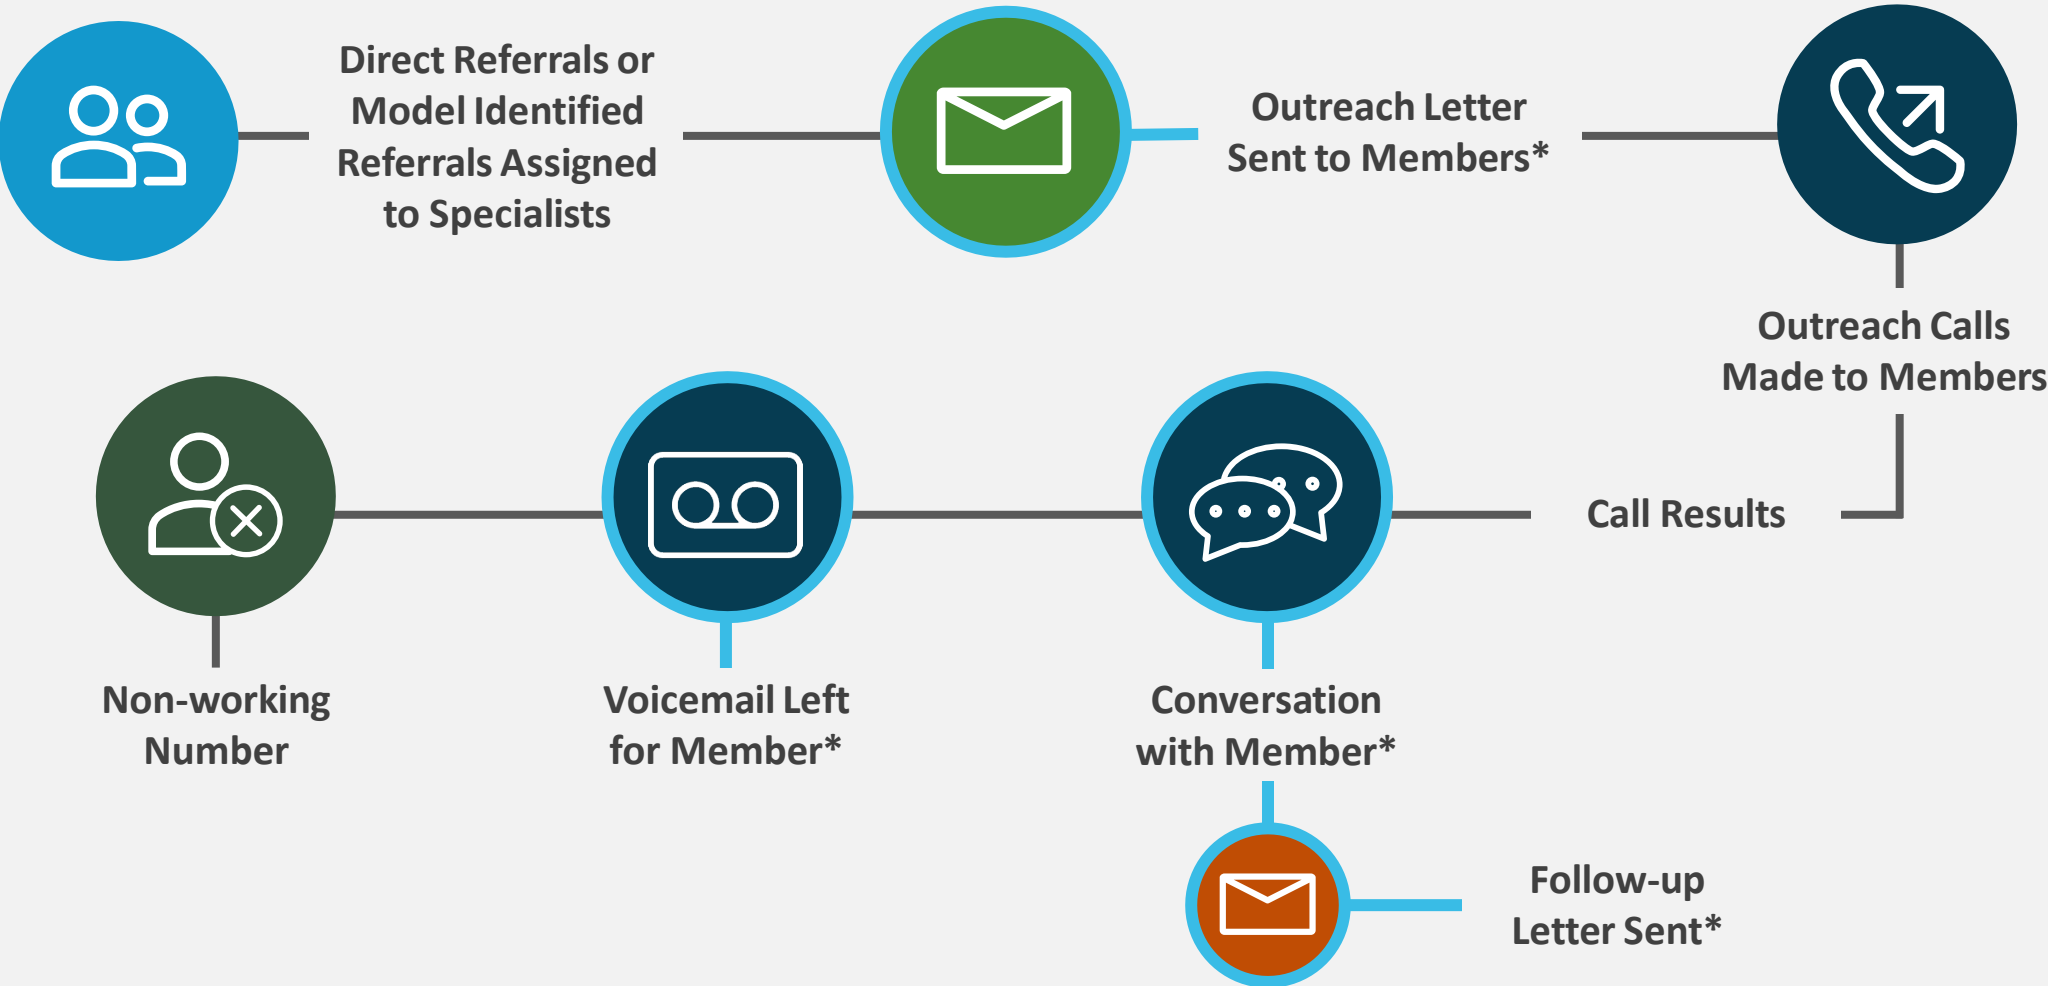 Direct Referrals or
Model Identified
Referrals Assigned
to Specialists
Outreach Letter
Sent to Members*
Outreach Calls
Made to Members
Call Results
Conversation
with Member*
Voicemail Left
for Member*
Non-working
Number
Follow-up
Letter Sent*